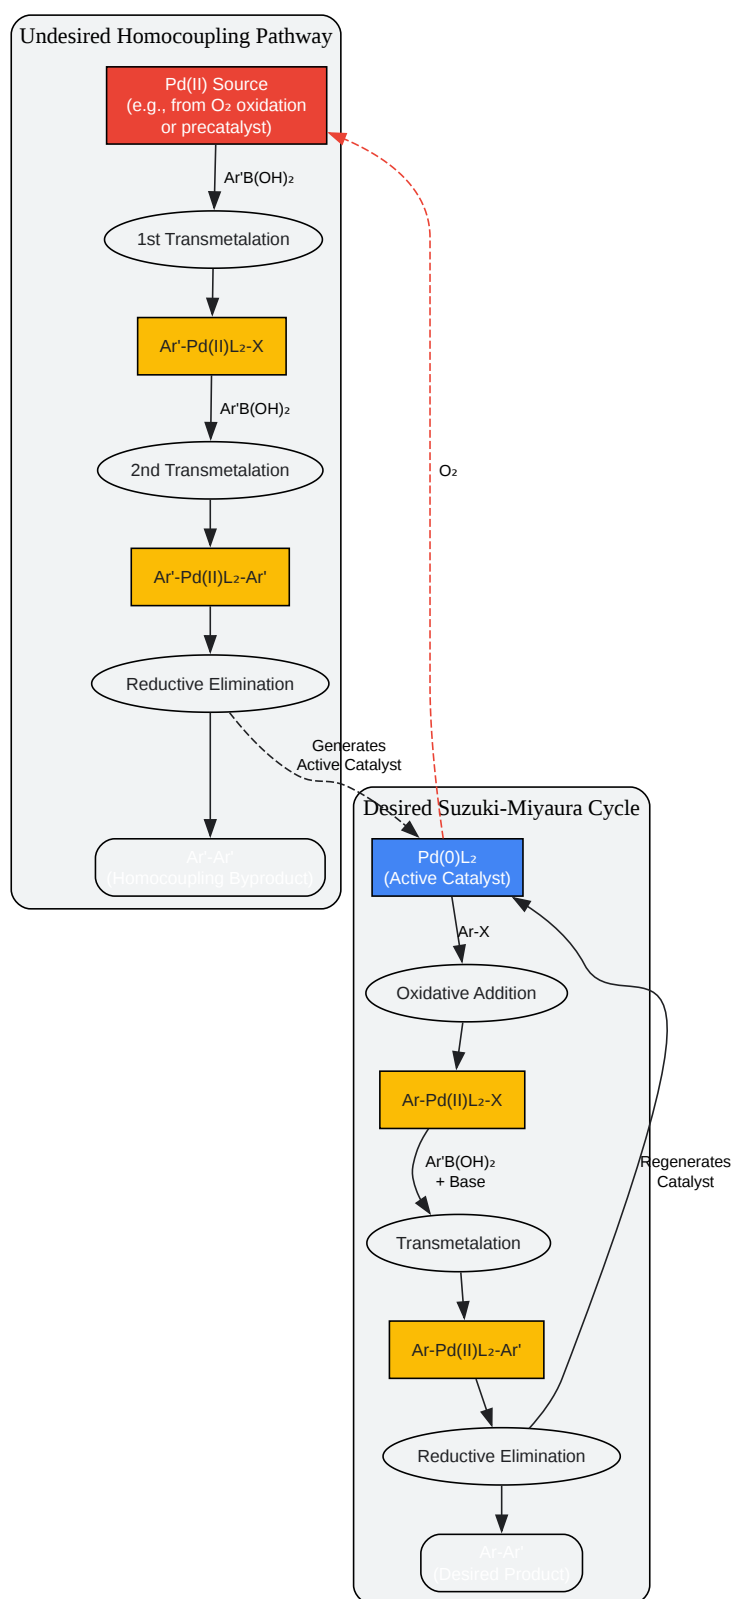 Undesired Homocoupling Pathway
Pd(II) Source
(e.g., from O₂ oxidation
or precatalyst)
Ar'B(OH)₂
1st Transmetalation
Ar'-Pd(II)L₂-X
Ar'B(OH)₂
2nd Transmetalation
O₂
Ar'-Pd(II)L₂-Ar'
Reductive Elimination
Generates
Active Catalyst
Ar'-Ar'
(Homocoupling Byproduct)
Desired Suzuki-Miyaura Cycle
Pd(0)L₂
(Active Catalyst)
Ar-X
Oxidative Addition
Ar-Pd(II)L₂-X
Ar'B(OH)₂
+ Base
Regenerates
Catalyst
Transmetalation
Ar-Pd(II)L₂-Ar'
Reductive Elimination
Ar-Ar'
(Desired Product)